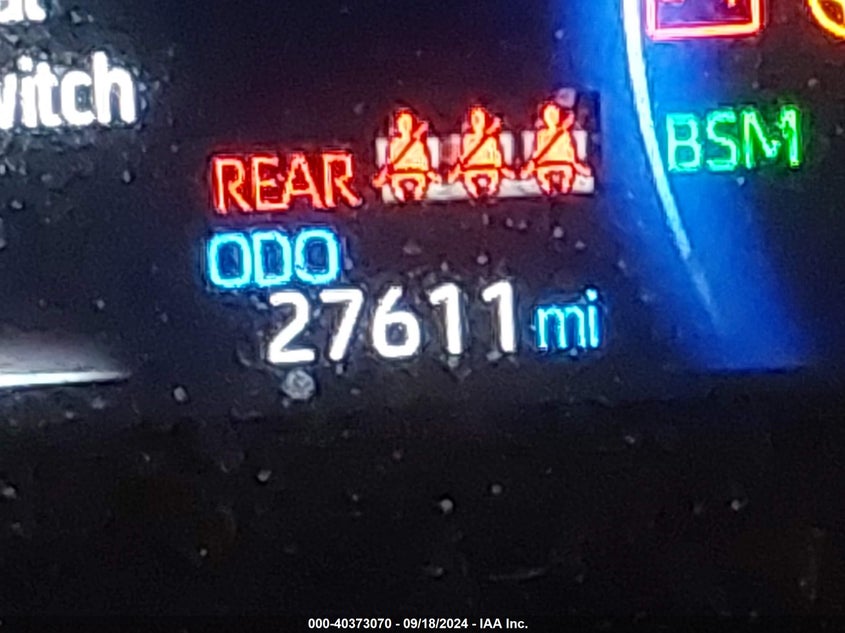 witch
REAR
BSM
ODO
27611 mi
000-40373070 - 09/18/2024 - IAA Inc.